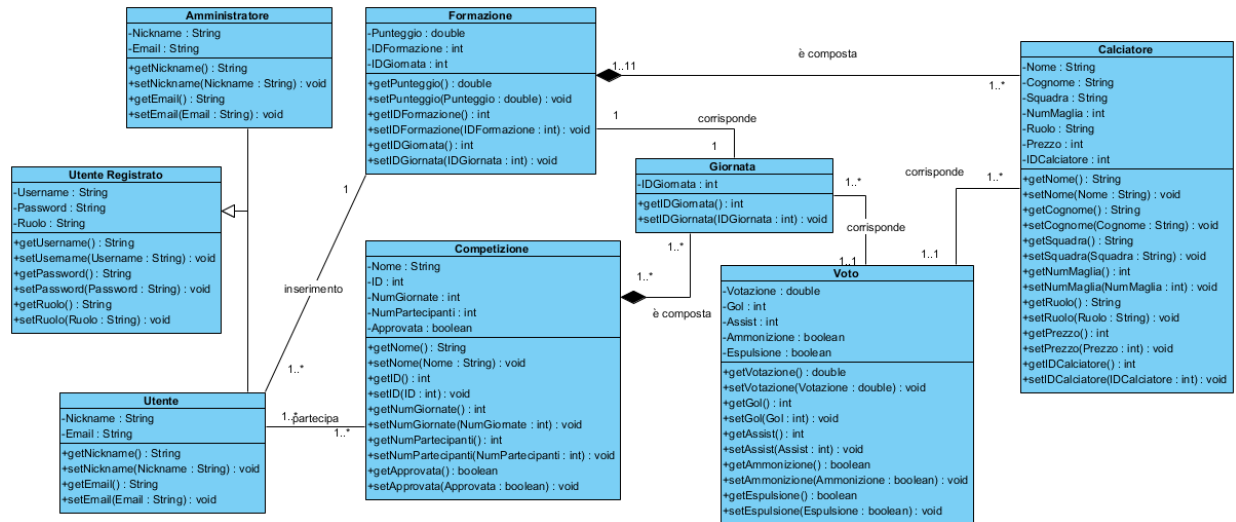 Amministratore
-Nickname : String
-Email : String
+getNickname() : String
+setNickname(Nickname : String) : void
+getEmail() : String
+setEmail(Email : String) : void
Formazione
-Punteggio : double
-IDFormazione : int
-IDGiornata : int
+getPunteggio() : double
+setPunteggio(Punteggio : double) : void
+getIDFormazione() : int
+setIDFormazione(IDFormazione : int) : void
+getIDGiornata() : int
+setIDGiornata(IDGiornata : int) : void
1..11
è composta
1..*
Calciatore
-Nome : String
-Cognome : String
-Squadra : String
-NumMaglia : int
-Ruolo : String
-Prezzo : int
-IDCalciatore : int
+getNome() : String
+setNome(Nome : String) : void
+getCognome() : String
+setCognome(Cognome : String) : void
+getSquadra() : String
+setSquadra(Squadra : String) : void
+getNumMaglia() : int
+setNumMaglia(NumMaglia : int) : void
+getRuolo() : String
+setRuolo(Ruolo : String) : void
+getPrezzo() : int
+setPrezzo(Prezzo : int) : void
+getIDCalciatore() : int
+setIDCalciatore(IDCalciatore : int) : void
1
corrisponde
1
Utente Registrato
-Username : String
-Password : String
-Ruolo : String
+getUsername() : String
+setUsername(Username : String) : void
+getPassword() : String
+setPassword(Password : String) : void
+getRuolo() : String
+setRuolo(Ruolo : String) : void
1
inserimento
1..*
Giornata
-IDGiornata : int
+getIDGiornata() : int
+setIDGiornata(IDGiornata : int) : void
1..*
corrisponde
1..1
corrisponde
1..*
1..1
1..*
1..*
è composta
Competizione
-Nome : String
-ID : int
-NumGiornate : int
-NumPartecipanti : int
-Approvata : boolean
+getNome() : String
+setNome(Nome : String) : void
+getID() : int
+setID(ID : int) : void
+getNumGiornate() : int
+setNumGiornate(NumGiornate : int) : void
+getNumPartecipanti() : int
+setNumPartecipanti(NumPartecipanti : int) : void
+getApprovata() : boolean
+setApprovata(Approvata : boolean) : void
Voto
-Votazione : double
-Gol : int
-Assist : int
-Ammonizione : boolean
-Espulsione : boolean
+getVotazione() : double
+setVotazione(Votazione : double) : void
+getGol() : int
+setGol(Gol : int) : void
+getAssist() : int
+setAssist(Assist : int) : void
+getAmmonizione() : boolean
+setAmmonizione(Ammonizione : boolean) : void
+getEspulsione() : boolean
+setEspulsione(Espulsione : boolean) : void
Utente
-Nickname : String
-Email : String
+getNickname() : String
+setNickname(Nickname : String) : void
+getEmail() : String
+setEmail(Email : String) : void
1..*
partecipa
1..*